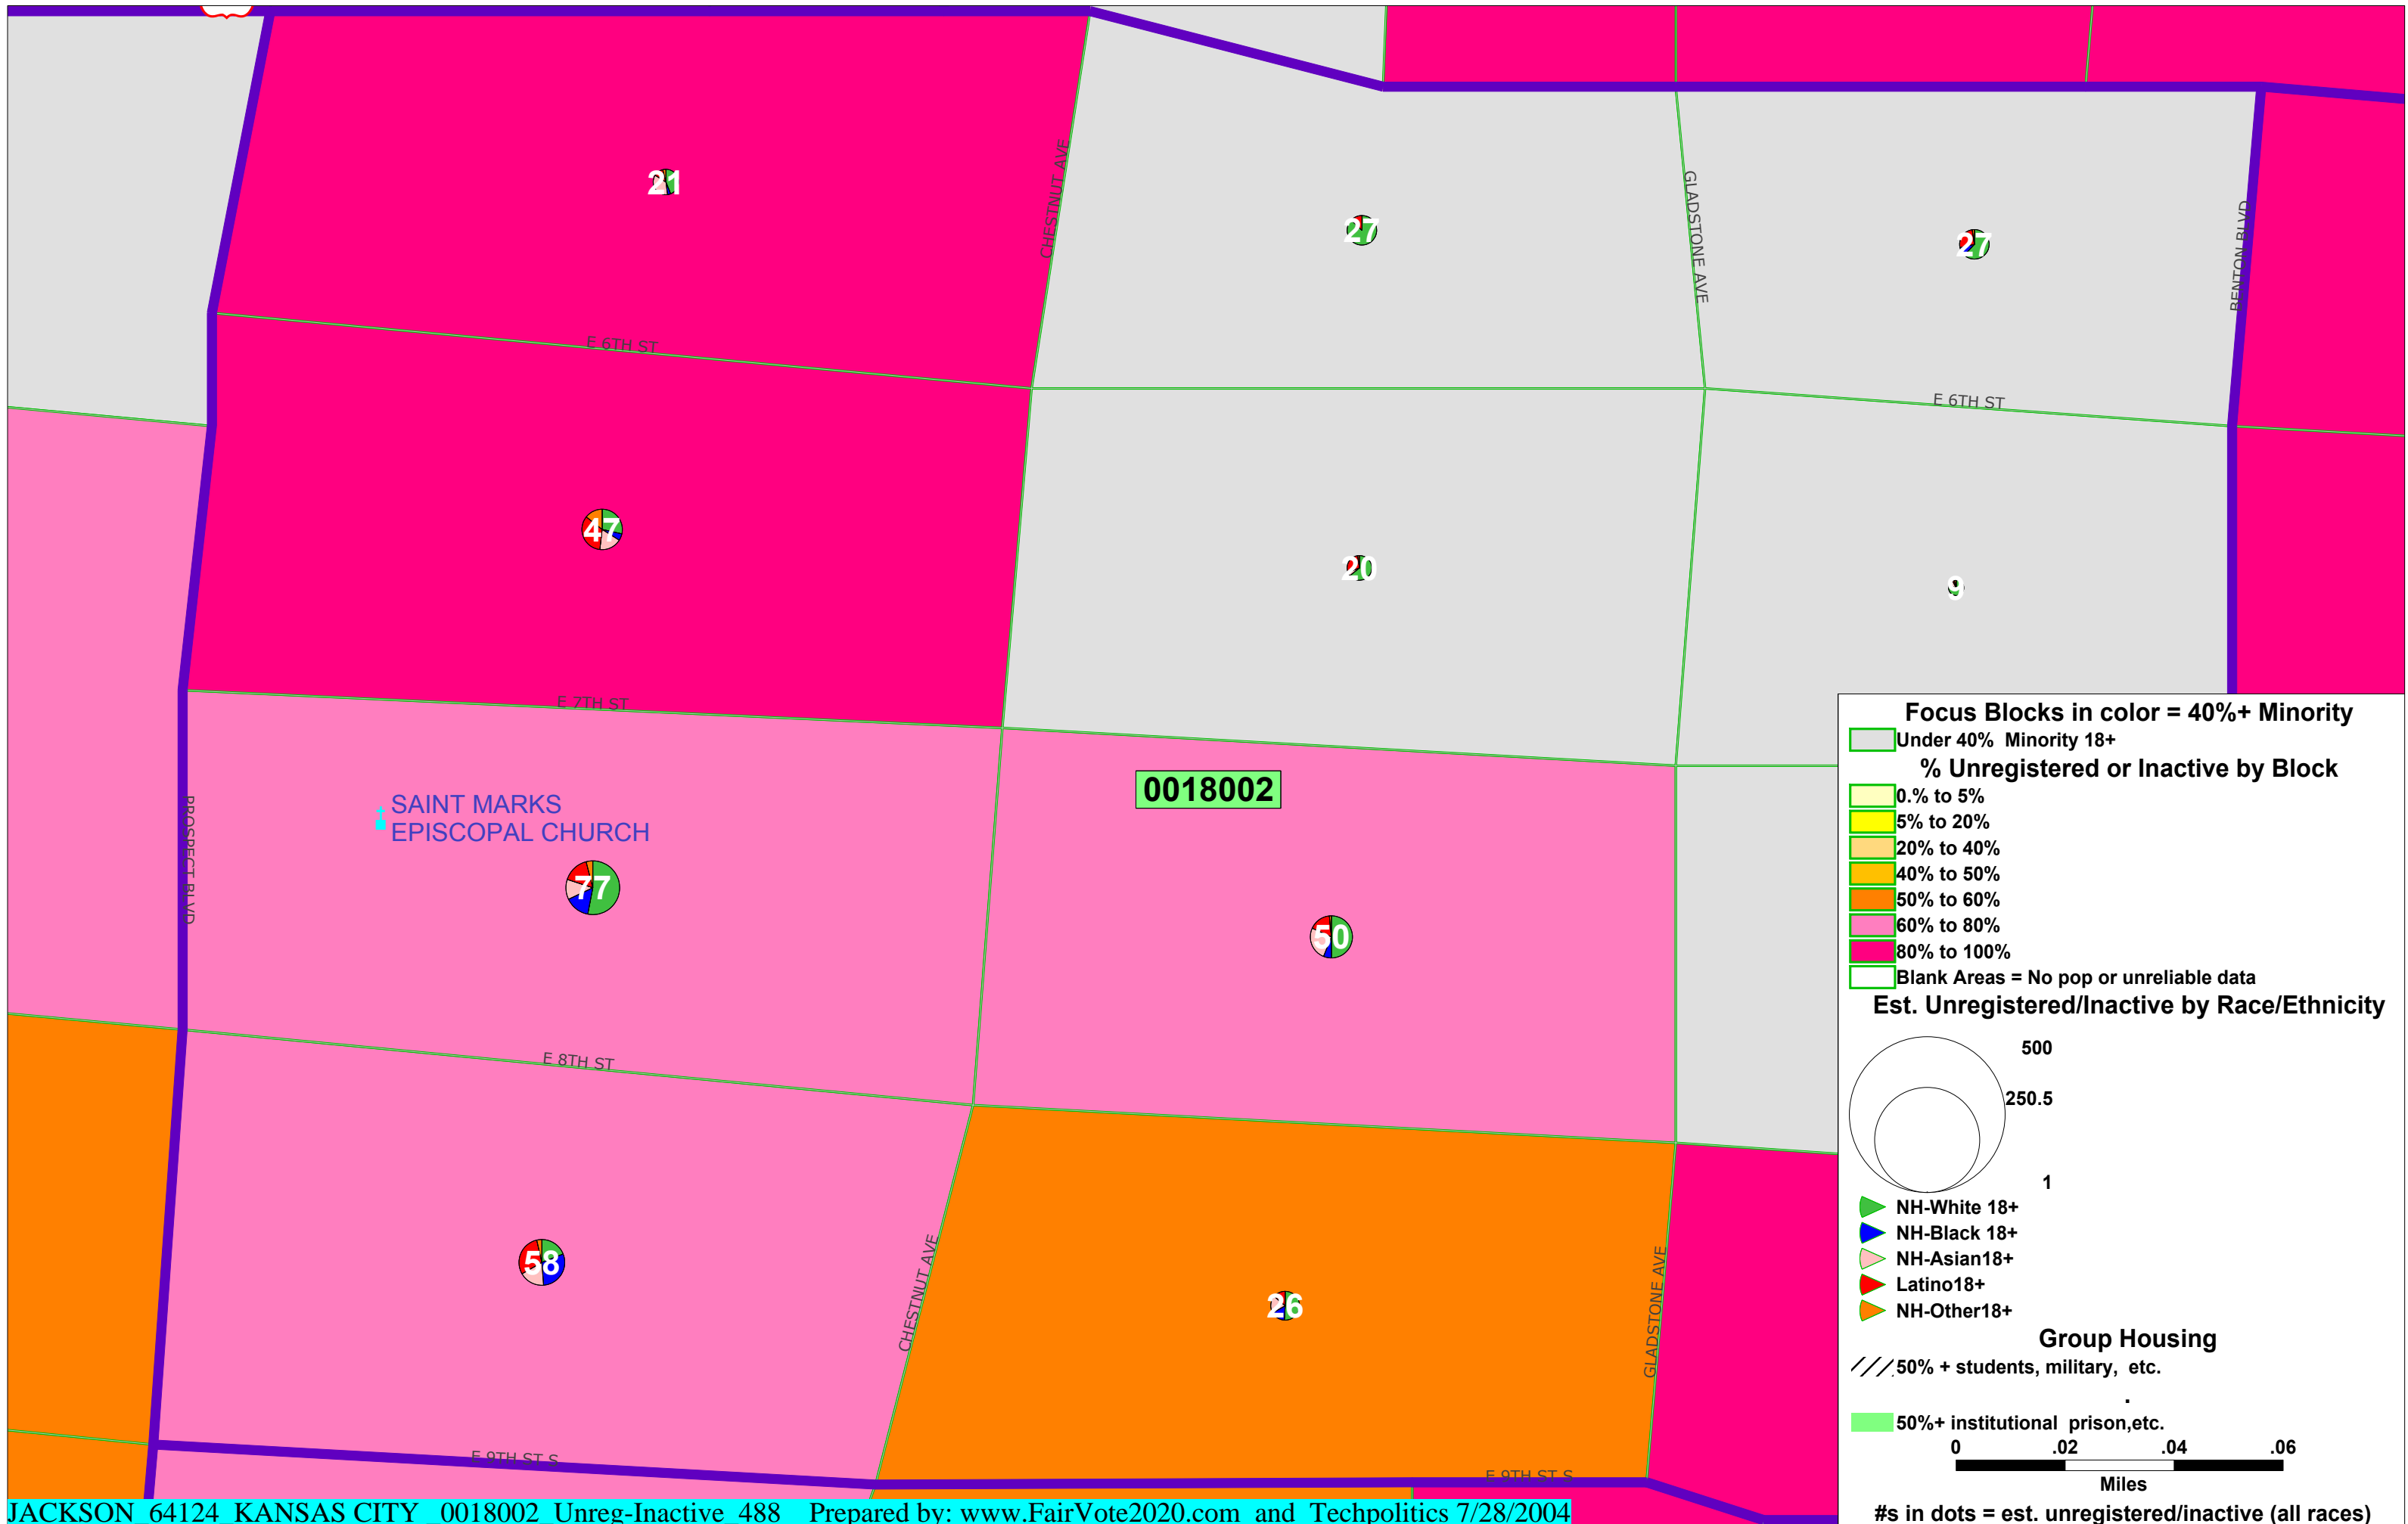 21
CHESTNUT AVE
27
GLADSTONE AVE
27
BENTON BLVD
E 6TH ST
E 6TH ST
47
20
9
E 7TH ST
PROSPECT BLVD
SAINT MARKS
EPISCOPAL CHURCH
0018002
77
50
E 8TH ST
58
CHESTNUT AVE
26
GLADSTONE AVE
E 9TH ST S
E 9TH ST S
Focus Blocks in color = 40%+ Minority
Under 40% Minority 18+
% Unregistered or Inactive by Block
0.% to 5%
5% to 20%
20% to 40%
40% to 50%
50% to 60%
60% to 80%
80% to 100%
Blank Areas = No pop or unreliable data
Est. Unregistered/Inactive by Race/Ethnicity
500
250.5
1
NH-White 18+
NH-Black 18+
NH-Asian18+
Latino18+
NH-Other18+
Group Housing
50% + students, military, etc.
.
50%+ institutional prison,etc.
0 .02 .04 .06
Miles
#s in dots = est. unregistered/inactive (all races)
JACKSON 64124 KANSAS CITY 0018002 Unreg-Inactive 488 Prepared by: www.FairVote2020.com and Techpolitics 7/28/2004